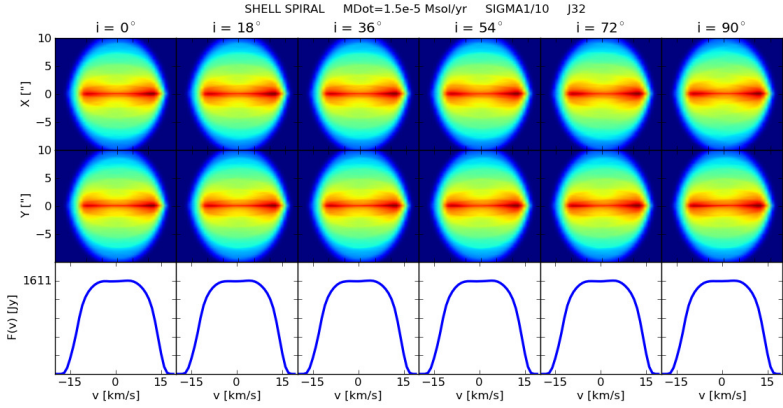 SHELL SPIRAL MDot=1.5e-5 Msol/yr SIGMA1/10 J32
i = 0° i = 18° i = 36° i = 54° i = 72° i = 90°
10
5
X ["]
0
−5
10
5
Y ["]
0
−5
1611
F(v) [Jy]
−15 0 15 −15 0 15 −15 0 15 −15 0 15 −15 0 15 −15 0 15
v [km/s] v [km/s] v [km/s] v [km/s] v [km/s] v [km/s]